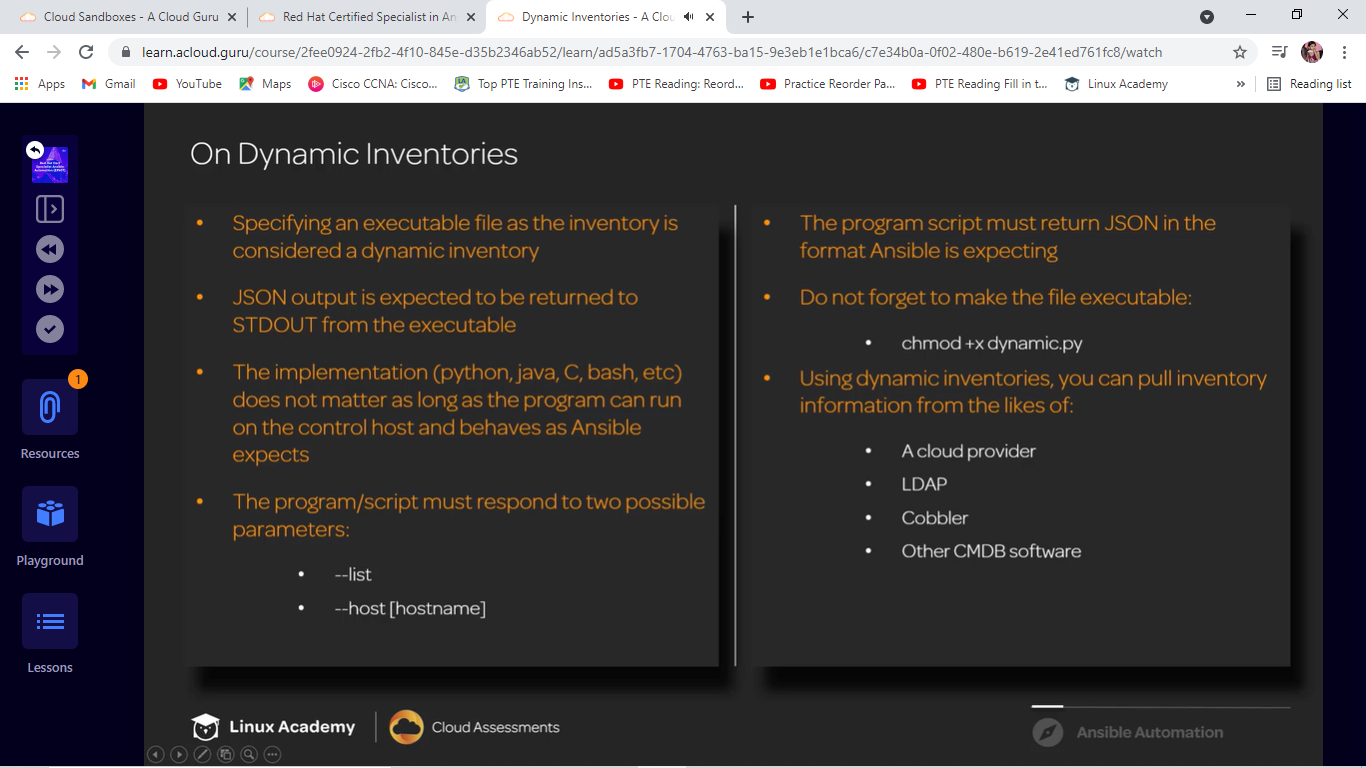 Cloud Sandboxes - A Cloud Guru
Red Hat Certified Specialist in An
Dynamic Inventories - A Clou
learn.acloud.guru/course/2fee0924-2fb2-4f10-845e-d35b2346ab52/learn/ad5a3fb7-1704-4763-ba15-9e3eb1e1bca6/c7e34b0a-0f02-480e-b619-2e41ed761fc8/watch
Apps
Gmail
YouTube
Maps
Cisco CCNA: Cisco...
Top PTE Training Ins...
PTE Reading: Reord...
Practice Reorder Pa...
PTE Reading Fill in t...
Linux Academy
»
Reading list
1
Resources
Playground
Lessons
On Dynamic Inventories
• Specifying an executable file as the inventory is
considered a dynamic inventory
• JSON output is expected to be returned to
STDOUT from the executable
• The implementation (python, java, C, bash, etc)
does not matter as long as the program can run
on the control host and behaves as Ansible
expects
• The program/script must respond to two possible
parameters:
• --list
• --host [hostname]
• The program script must return JSON in the
format Ansible is expecting
• Do not forget to make the file executable:
• chmod +x dynamic.py
• Using dynamic inventories, you can pull inventory
information from the likes of:
• A cloud provider
• LDAP
• Cobbler
• Other CMDB software
Linux Academy
Cloud Assessments
Ansible Automation